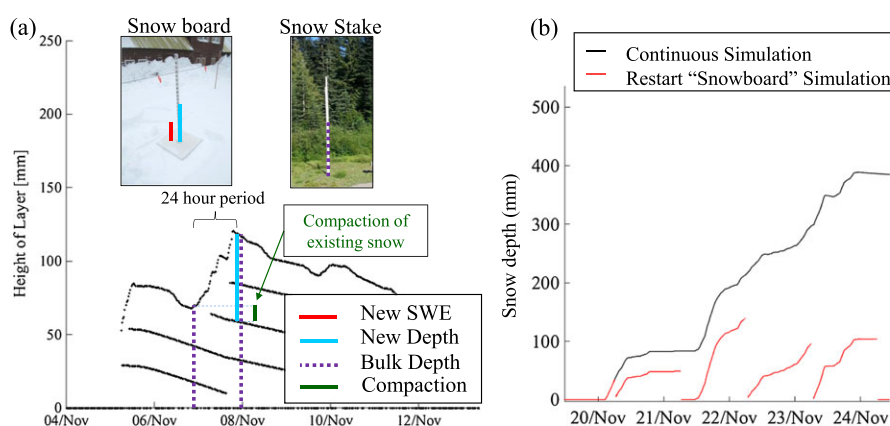 (a)
Snow board
Snow Stake
250
200
150
100
50
0
Height of Layer [mm]
24 hour period
Compaction of
existing snow
New SWE
New Depth
Bulk Depth
Compaction
04/Nov 06/Nov 08/Nov 10/Nov 12/Nov
(b)
Continuous Simulation
Restart “Snowboard” Simulation
500
400
300
200
100
0
Snow depth (mm)
20/Nov 21/Nov 22/Nov 23/Nov 24/Nov